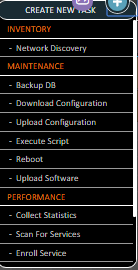 CREATE NEW TASK
INVENTORY
- Network Discovery
MAINTENANCE
- Backup DB
- Download Configuration
- Upload Configuration
- Execute Script
- Reboot
- Upload Software
PERFORMANCE
- Collect Statistics
- Scan For Services
- Enroll Service